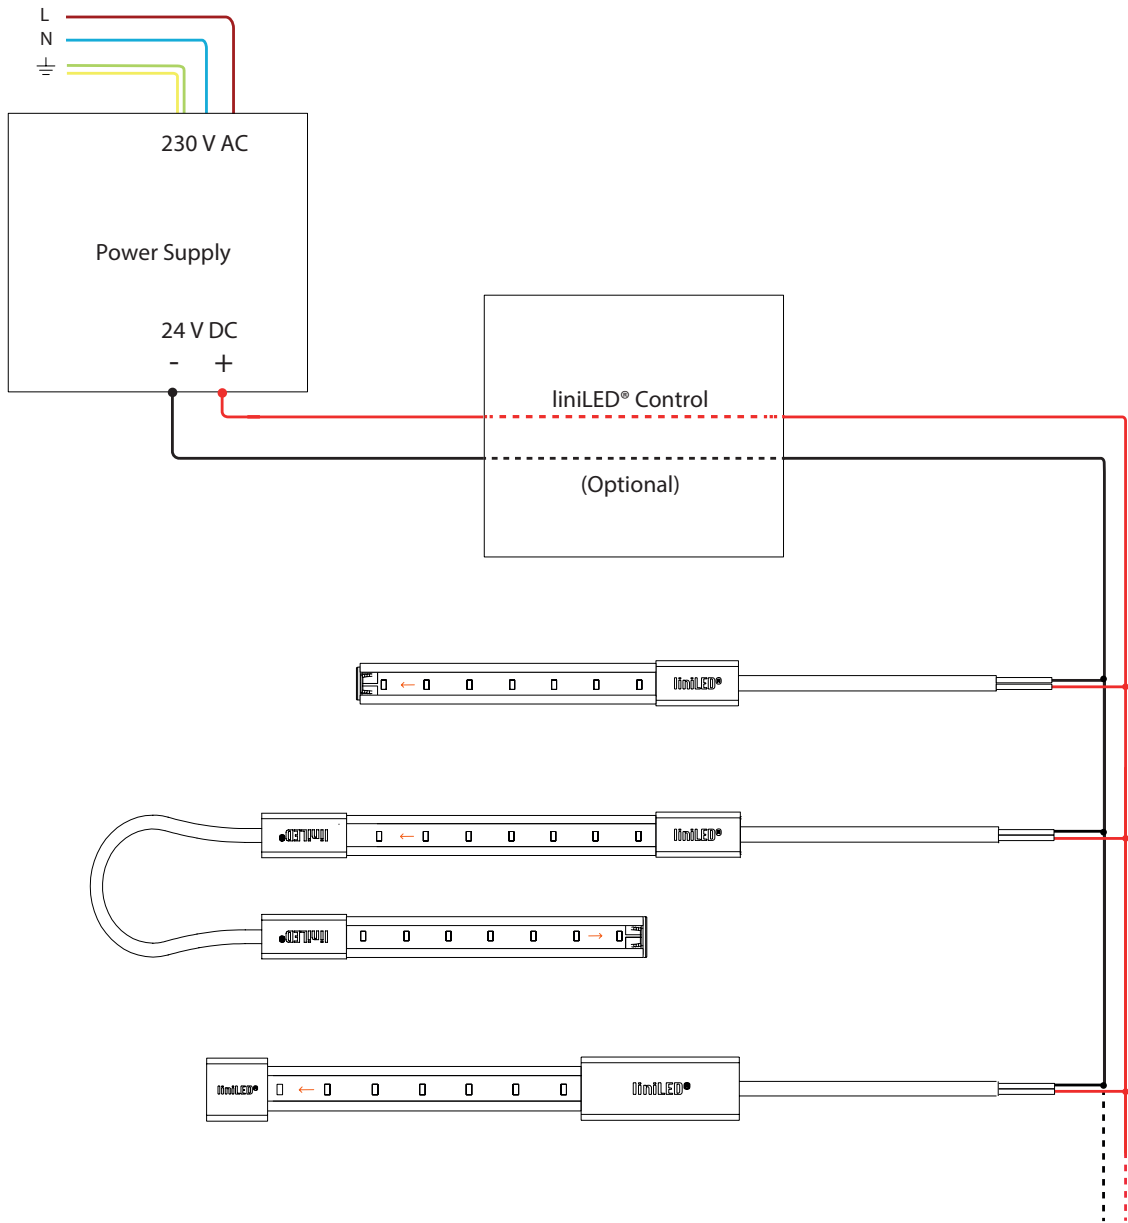 L
N
230 V AC
Power Supply
24 V DC
- +
liniLED® Control
(Optional)
liniLED®
liniLED®
liniLED®
liniLED®
liniLED®
liniLED®